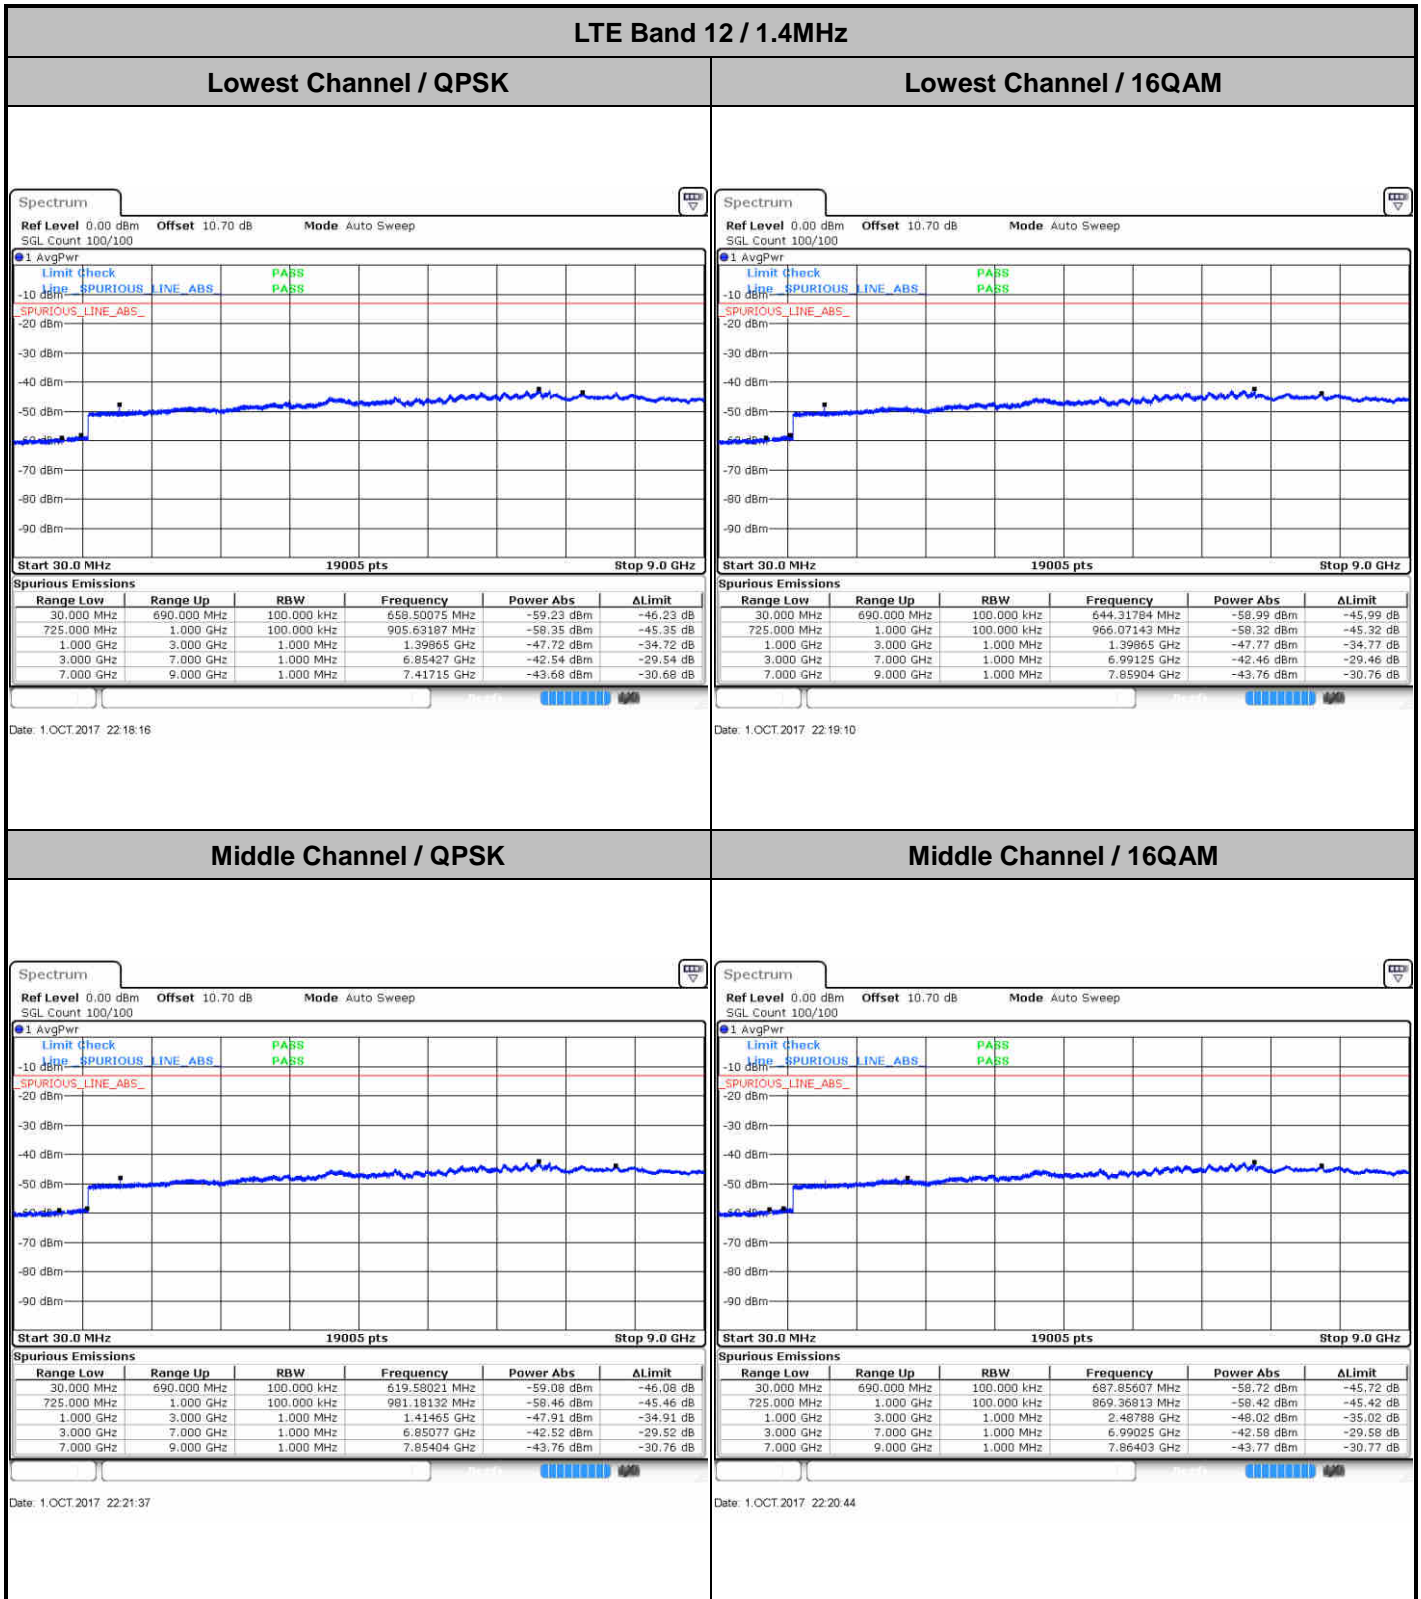 LTE Band 12 / 1.4MHz
Lowest Channel / QPSK
Lowest Channel / 16QAM
Spectrum
Ref Level 0.00 dBm Offset 10.70 dB Mode Auto Sweep
SGL Count 100/100
1 AvgPwr
Limit Check PASS
Line _SPURIOUS_LINE_ABS_ PASS
-10 dBm
_SPURIOUS_LINE_ABS_
-20 dBm
-30 dBm
-40 dBm
-50 dBm
-60 dBm
-70 dBm
-80 dBm
-90 dBm
Start 30.0 MHz 19005 pts Stop 9.0 GHz
Spurious Emissions
Range Low Range Up RBW Frequency Power Abs ΔLimit
30.000 MHz 690.000 MHz 100.000 kHz 658.50075 MHz -59.23 dBm -46.23 dB
725.000 MHz 1.000 GHz 100.000 kHz 905.63187 MHz -58.35 dBm -45.35 dB
1.000 GHz 3.000 GHz 1.000 MHz 1.39865 GHz -47.72 dBm -34.72 dB
3.000 GHz 7.000 GHz 1.000 MHz 6.85427 GHz -42.54 dBm -29.54 dB
7.000 GHz 9.000 GHz 1.000 MHz 7.41715 GHz -43.68 dBm -30.68 dB
Date: 1.OCT.2017 22:18:16
Spectrum
Ref Level 0.00 dBm Offset 10.70 dB Mode Auto Sweep
SGL Count 100/100
1 AvgPwr
Limit Check PASS
Line _SPURIOUS_LINE_ABS_ PASS
-10 dBm
_SPURIOUS_LINE_ABS_
-20 dBm
-30 dBm
-40 dBm
-50 dBm
-60 dBm
-70 dBm
-80 dBm
-90 dBm
Start 30.0 MHz 19005 pts Stop 9.0 GHz
Spurious Emissions
Range Low Range Up RBW Frequency Power Abs ΔLimit
30.000 MHz 690.000 MHz 100.000 kHz 644.31784 MHz -58.99 dBm -45.99 dB
725.000 MHz 1.000 GHz 100.000 kHz 966.07143 MHz -58.32 dBm -45.32 dB
1.000 GHz 3.000 GHz 1.000 MHz 1.39865 GHz -47.77 dBm -34.77 dB
3.000 GHz 7.000 GHz 1.000 MHz 6.99125 GHz -42.46 dBm -29.46 dB
7.000 GHz 9.000 GHz 1.000 MHz 7.85904 GHz -43.76 dBm -30.76 dB
Date: 1.OCT.2017 22:19:10
Middle Channel / QPSK
Middle Channel / 16QAM
Spectrum
Ref Level 0.00 dBm Offset 10.70 dB Mode Auto Sweep
SGL Count 100/100
1 AvgPwr
Limit Check PASS
Line _SPURIOUS_LINE_ABS_ PASS
-10 dBm
_SPURIOUS_LINE_ABS_
-20 dBm
-30 dBm
-40 dBm
-50 dBm
-60 dBm
-70 dBm
-80 dBm
-90 dBm
Start 30.0 MHz 19005 pts Stop 9.0 GHz
Spurious Emissions
Range Low Range Up RBW Frequency Power Abs ΔLimit
30.000 MHz 690.000 MHz 100.000 kHz 619.58021 MHz -59.08 dBm -46.08 dB
725.000 MHz 1.000 GHz 100.000 kHz 981.18132 MHz -58.46 dBm -45.46 dB
1.000 GHz 3.000 GHz 1.000 MHz 1.41465 GHz -47.91 dBm -34.91 dB
3.000 GHz 7.000 GHz 1.000 MHz 6.85077 GHz -42.52 dBm -29.52 dB
7.000 GHz 9.000 GHz 1.000 MHz 7.85404 GHz -43.76 dBm -30.76 dB
Date: 1.OCT.2017 22:21:37
Spectrum
Ref Level 0.00 dBm Offset 10.70 dB Mode Auto Sweep
SGL Count 100/100
1 AvgPwr
Limit Check PASS
Line _SPURIOUS_LINE_ABS_ PASS
-10 dBm
_SPURIOUS_LINE_ABS_
-20 dBm
-30 dBm
-40 dBm
-50 dBm
-60 dBm
-70 dBm
-80 dBm
-90 dBm
Start 30.0 MHz 19005 pts Stop 9.0 GHz
Spurious Emissions
Range Low Range Up RBW Frequency Power Abs ΔLimit
30.000 MHz 690.000 MHz 100.000 kHz 687.85607 MHz -58.72 dBm -45.72 dB
725.000 MHz 1.000 GHz 100.000 kHz 869.36813 MHz -58.42 dBm -45.42 dB
1.000 GHz 3.000 GHz 1.000 MHz 2.48788 GHz -48.02 dBm -35.02 dB
3.000 GHz 7.000 GHz 1.000 MHz 6.99025 GHz -42.58 dBm -29.58 dB
7.000 GHz 9.000 GHz 1.000 MHz 7.86403 GHz -43.77 dBm -30.77 dB
Date: 1.OCT.2017 22:20:44